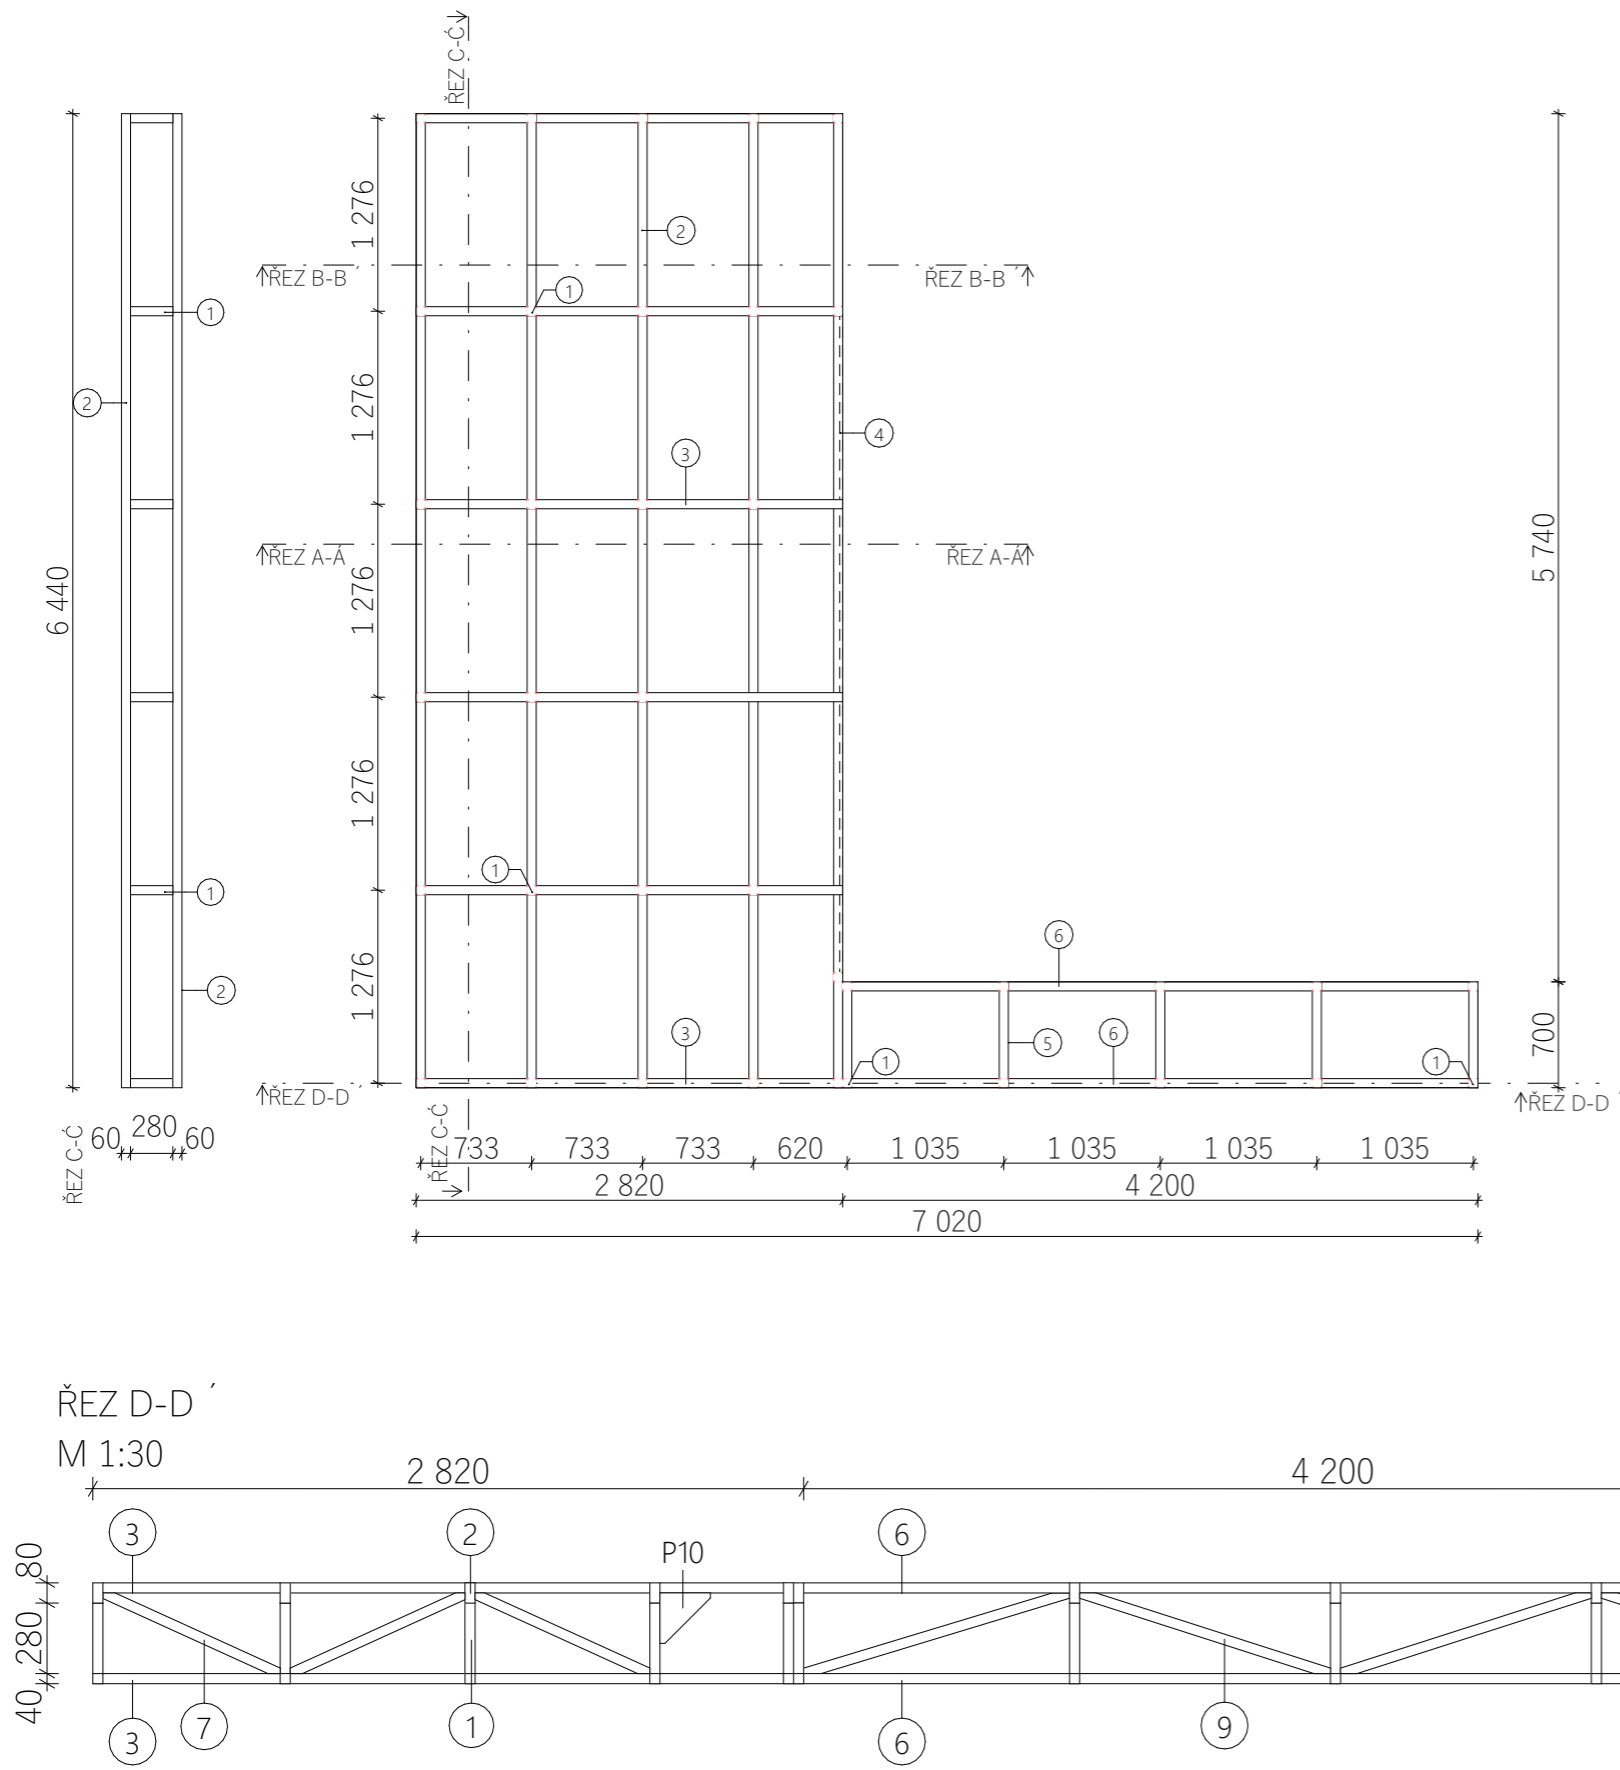 ŘEZ C-Ć
1 276
2
ŘEZ B-B´
ŘEZ B-B´
1
1
1 276
2
4
3
6 440
ŘEZ A-Á
ŘEZ A-Á
5 740
1 276
1 276
1
1
6
2
1 276
3
5
6
1
1
700
ŘEZ D-D´
ŘEZ D-D´
ŘEZ C-Ć
60 280 60
ŘEZ C-Ć
733 733 733 620 1 035 1 035 1 035 1 035
2 820 4 200
7 020
ŘEZ D-D´
M 1:30
2 820 4 200
3 2 P10 6
80
280
40
3 7 1 6 9